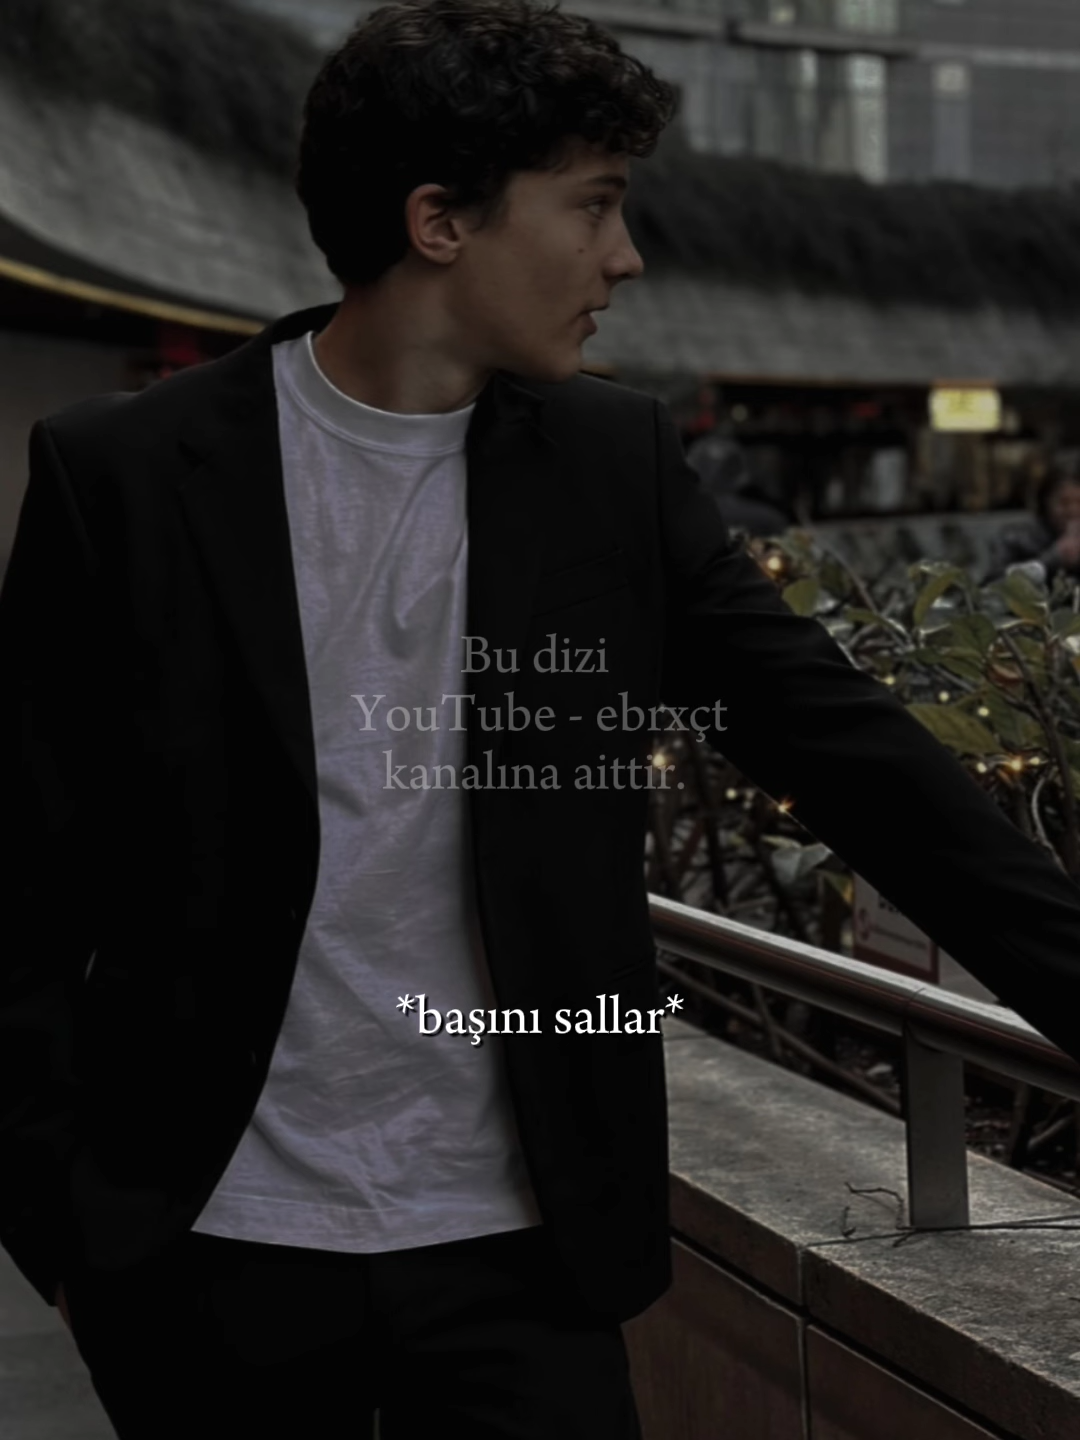 Bu dizi
YouTube - ebrxçt
kanalına aittir.
*başını sallar*